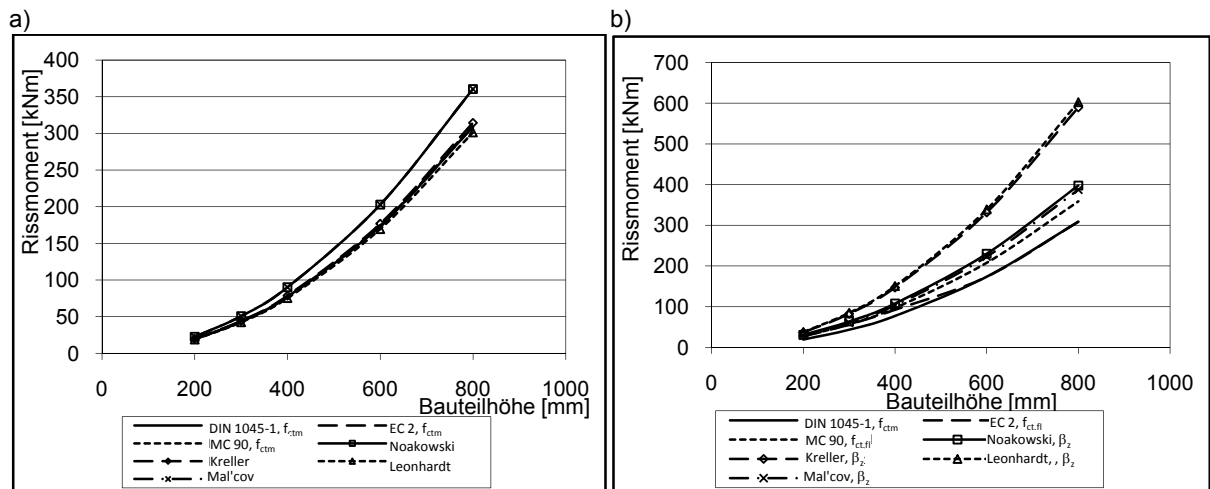 a)
Rissmoment [kNm]
400
350
300
250
200
150
100
50
0
0 200 400 600 800 1000
Bauteilhöhe [mm]
DIN 1045-1, fctm EC 2, fctm
MC 90, fctm Noakowski
Kreller Leonhardt
Mal'cov
b)
Rissmoment [kNm]
700
600
500
400
300
200
100
0
0 200 400 600 800 1000
Bauteilhöhe [mm]
DIN 1045-1, fctm EC 2, fct.fl
MC 90, fct.fl Noakowski, βz
Kreller, βz Leonhardt, , βz
Mal'cov, βz